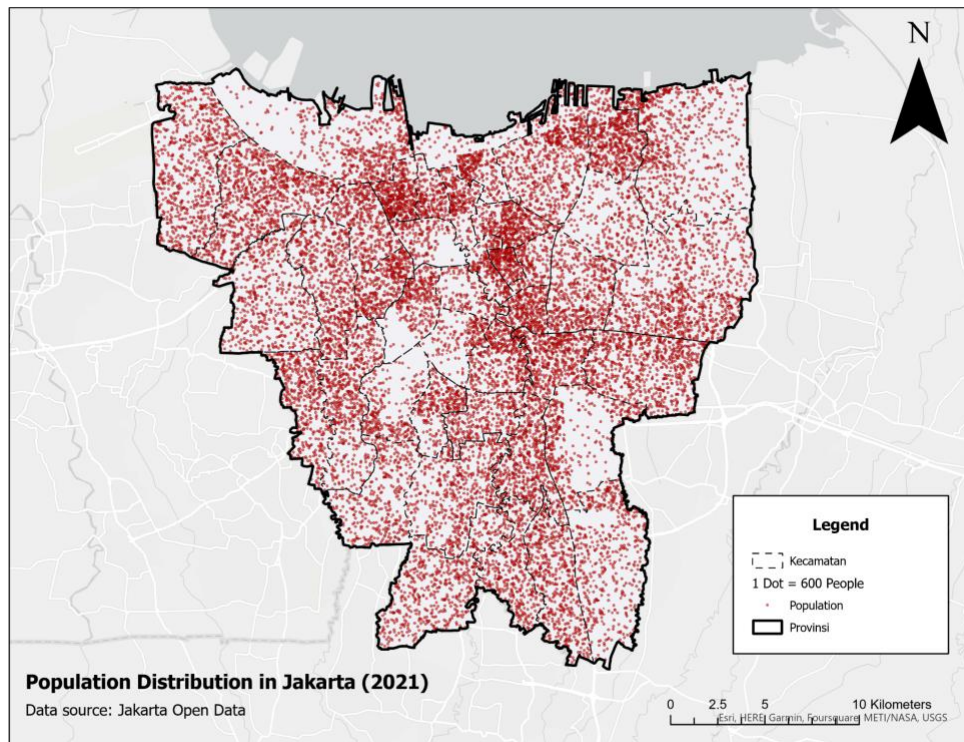 N
Legend
Kecamatan
1 Dot = 600 People
Population
Provinsi
Population Distribution in Jakarta (2021)
Data source: Jakarta Open Data
0 2.5 5 10 Kilometers
Esri, HERE, Garmin, Foursquare, METI/NASA, USGS